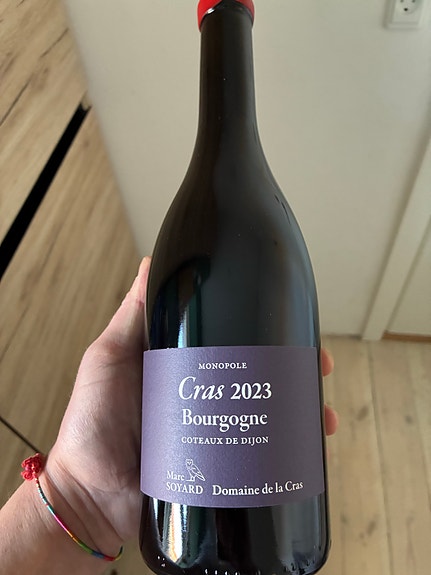 MONOPOLE
Cras 2023
Bourgogne
COTEAUX DE DIJON
Marc
SOYARD Domaine de la Cras